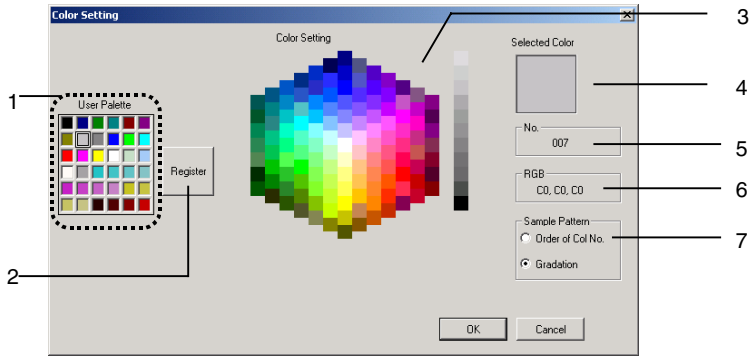 Color Setting
3
Color Setting
Selected Color
1
User Palette
4
No.
007
5
Register
RGB
C0, C0, C0
6
Sample Pattern
Order of Col No.
7
2
Gradation
OK
Cancel